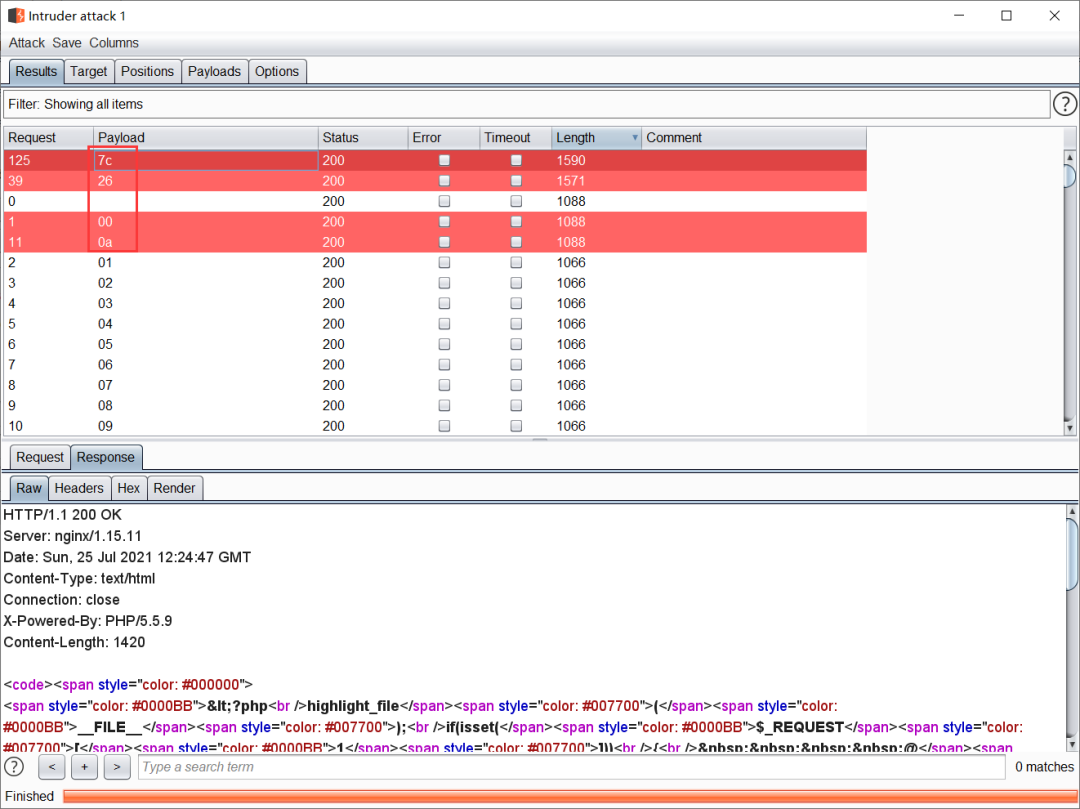 Intruder attack 1
Attack Save Columns
Results Target Positions Payloads Options
Filter: Showing all items
?
Request Payload Status Error Timeout Length Comment
125 7c 200 1590
39 26 200 1571
0 200 1088
1 00 200 1088
11 0a 200 1088
2 01 200 1066
3 02 200 1066
4 03 200 1066
5 04 200 1066
6 05 200 1066
7 06 200 1066
8 07 200 1066
9 08 200 1066
10 09 200 1066
Request Response
Raw Headers Hex Render
HTTP/1.1 200 OK
Server: nginx/1.15.11
Date: Sun, 25 Jul 2021 12:24:47 GMT
Content-Type: text/html
Connection: close
X-Powered-By: PHP/5.5.9
Content-Length: 1420
<code><span style="color: #000000">
<span style="color: #0000BB">&lt;?php<br />highlight_file</span><span style="color: #007700">(</span><span style="color:
#0000BB">__FILE__</span><span style="color: #007700">);<br />if(isset(</span><span style="color: #0000BB">$_REQUEST</span><span style="color:
#007700">[</span><span style="color: #0000BB">1</span><span style="color: #007700">]))<br />{<br />&nbsp;&nbsp;&nbsp;&nbsp;@</span><span
? < + > Type a search term 0 matches
Finished